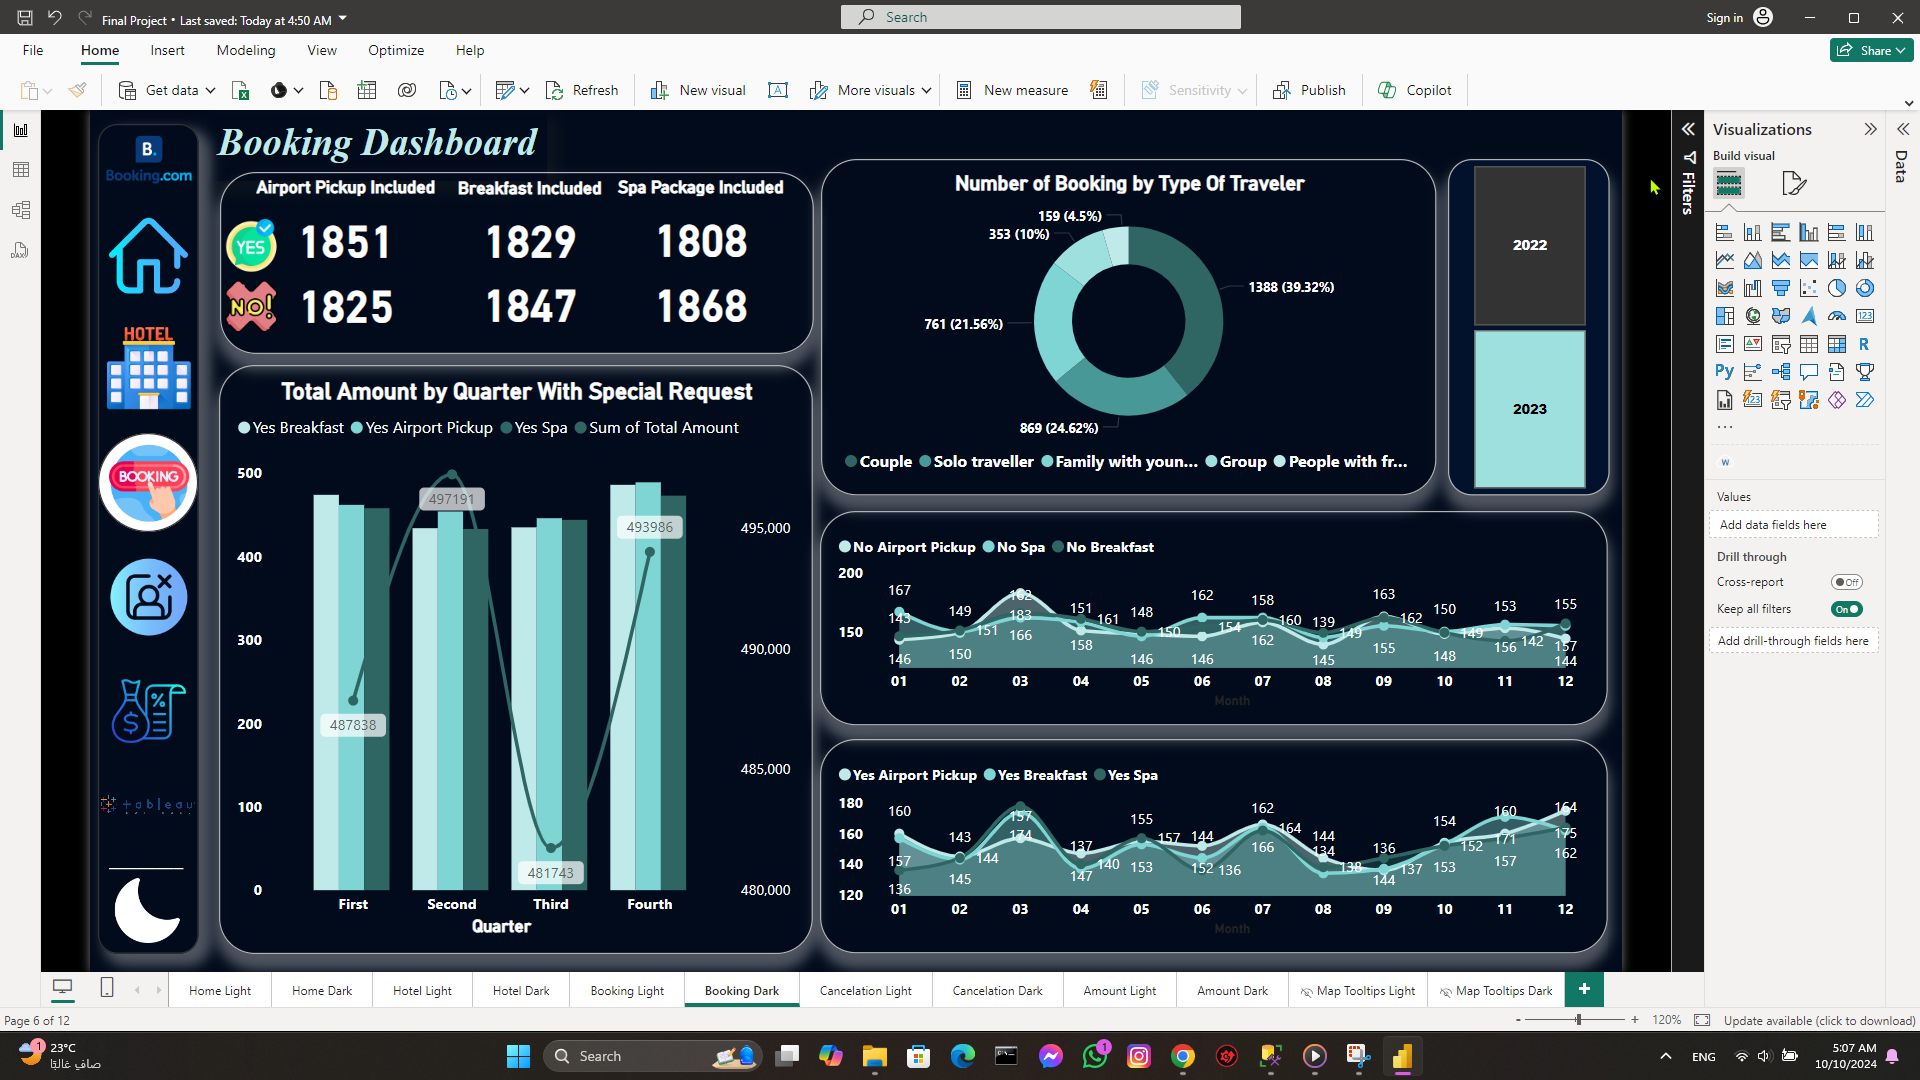 Final Project • Last saved: Today at 4:50 AM
Search
Sign in
File Home Insert Modeling View Optimize Help
Share
Get data
Refresh
New visual
More visuals
New measure
Sensitivity
Publish
Copilot
B.
Booking.com
Booking Dashboard
Airport Pickup Included Breakfast Included Spa Package Included
YES 1851 1829 1808
NO! 1825 1847 1868
HOTEL
BOOKING
Total Amount by Quarter With Special Request
Yes Breakfast Yes Airport Pickup Yes Spa Sum of Total Amount
500
400
300
200
100
0
495,000
490,000
485,000
480,000
487838
497191
481743
493986
First Second Third Fourth
Quarter
Number of Booking by Type Of Traveler
159 (4.5%)
353 (10%)
1388 (39.32%)
761 (21.56%)
869 (24.62%)
Couple Solo traveller Family with youn... Group People with fr...
2022
2023
No Airport Pickup No Spa No Breakfast
200
150
167 149 162 151 148 162 158 139 163 150 153 155
143 151 183 161 150 154 160 149 162 149 142 157
146 150 166 158 146 146 162 145 155 148 156 144
01 02 03 04 05 06 07 08 09 10 11 12
Month
Yes Airport Pickup Yes Breakfast Yes Spa
180
160
140
120
160 143 157 137 155 144 162 144 136 154 160 164
157 144 174 140 157 136 164 134 137 152 171 175
136 145 147 153 152 166 138 144 153 157 162
01 02 03 04 05 06 07 08 09 10 11 12
Month
+ a b l e a u
Filters
Visualizations
Build visual
123
R
Py
123
...
W
Values
Add data fields here
Drill through
Cross-report
Off
Keep all filters
On
Add drill-through fields here
Data
DAX
Home Light
Home Dark
Hotel Light
Hotel Dark
Booking Light
Booking Dark
Cancelation Light
Cancelation Dark
Amount Light
Amount Dark
Map Tooltips Light
Map Tooltips Dark
+
Page 6 of 12
- + 120%
Update available (click to download)
1
23°C
صافٍ غالبًا
Search
1
ENG
5:07 AM
10/10/2024